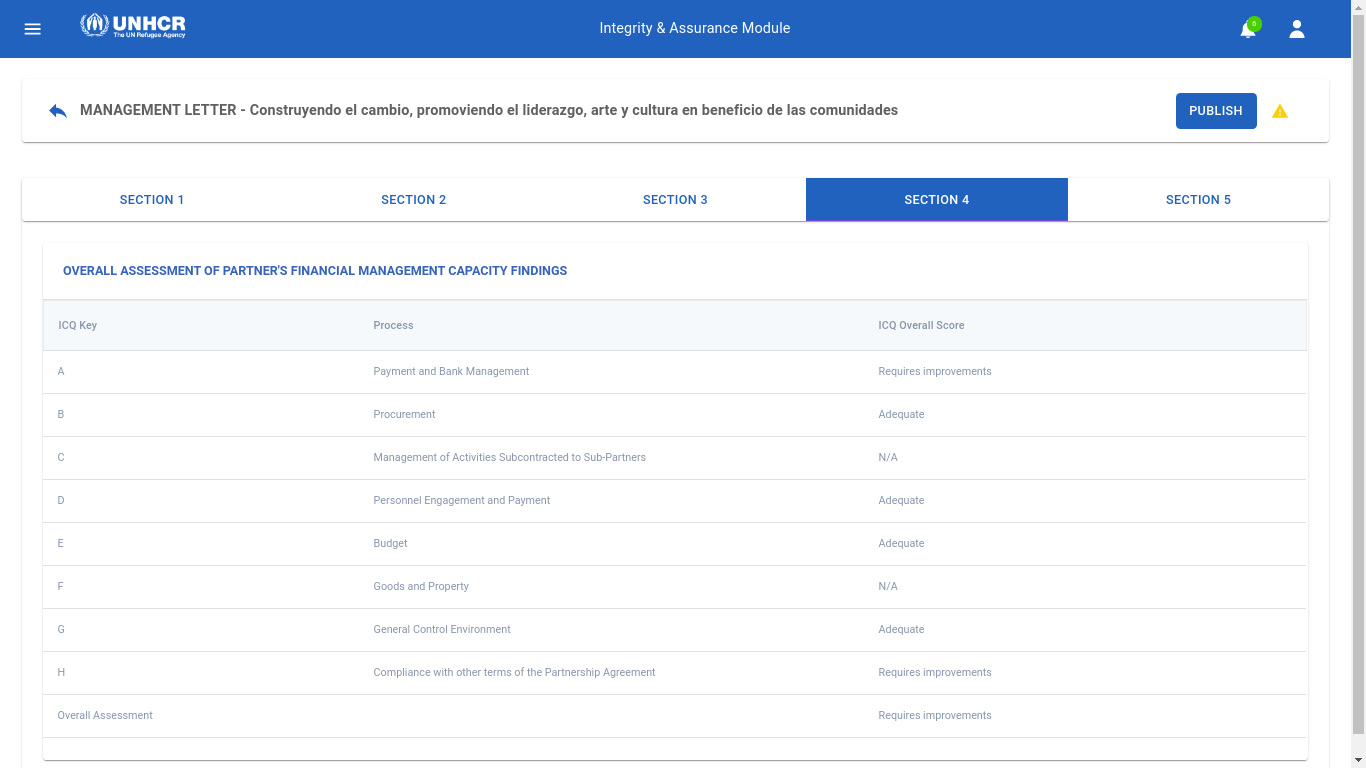 UNHCR
The UN Refugee Agency
Integrity & Assurance Module
6
MANAGEMENT LETTER - Construyendo el cambio, promoviendo el liderazgo, arte y cultura en beneficio de las comunidades
PUBLISH
SECTION 1 SECTION 2 SECTION 3 SECTION 4 SECTION 5
OVERALL ASSESSMENT OF PARTNER'S FINANCIAL MANAGEMENT CAPACITY FINDINGS
ICQ Key Process ICQ Overall Score
A Payment and Bank Management Requires improvements
B Procurement Adequate
C Management of Activities Subcontracted to Sub-Partners N/A
D Personnel Engagement and Payment Adequate
E Budget Adequate
F Goods and Property N/A
G General Control Environment Adequate
H Compliance with other terms of the Partnership Agreement Requires improvements
Overall Assessment Requires improvements